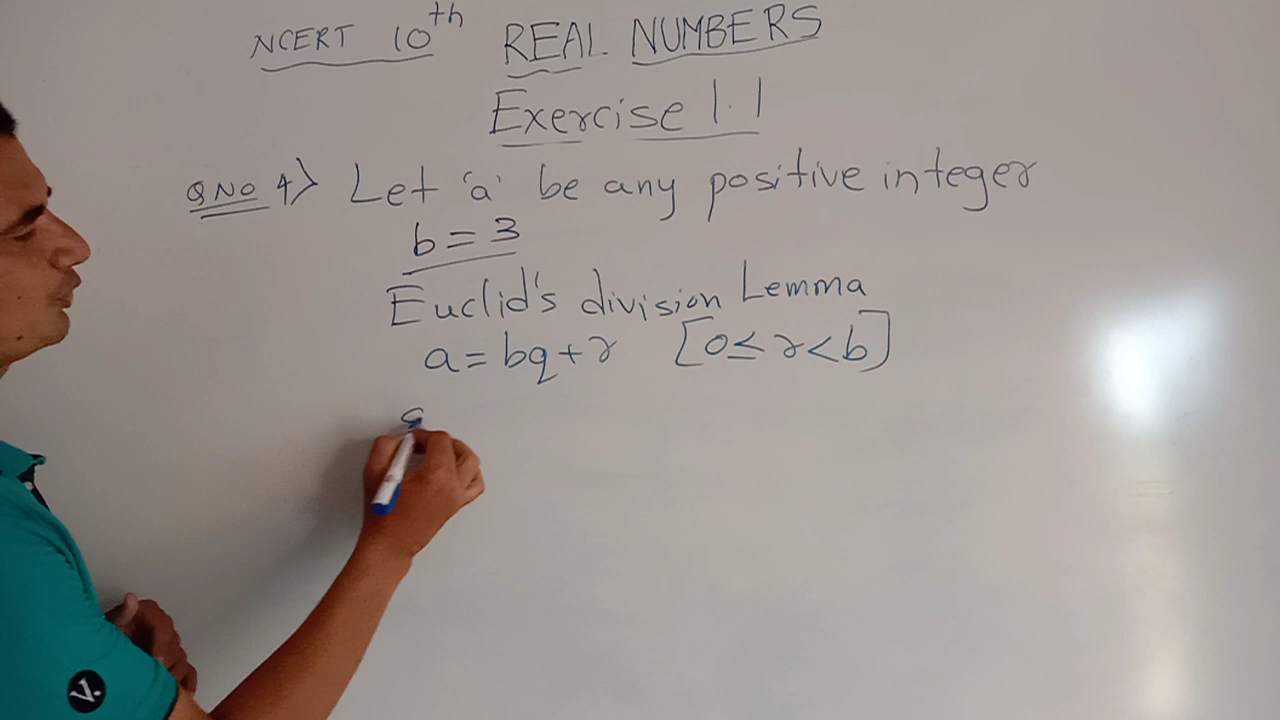 NCERT 10th REAL NUMBERS
Exercise 1.1
Q NO 4> Let 'a' be any positive integer
b = 3
Euclid's division Lemma
a = bq + r [0 ≤ r < b]
V.